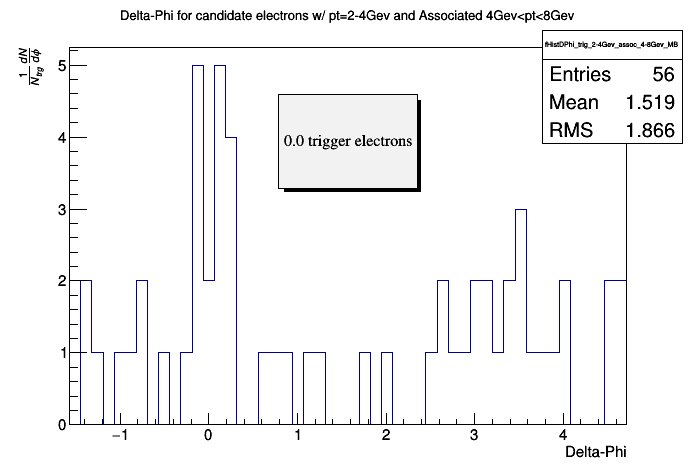 Delta-Phi for candidate electrons w/ pt=2-4Gev and Associated 4Gev<pt<8Gev
fHistDPhi_trig_2-4Gev_assoc_4-8Gev_MB
Entries 56
Mean 1.519
RMS 1.866
0.0 trigger electrons
1/N_trg dN/dϕ
5
4
3
2
1
0
−1 0 1 2 3 4
Delta-Phi